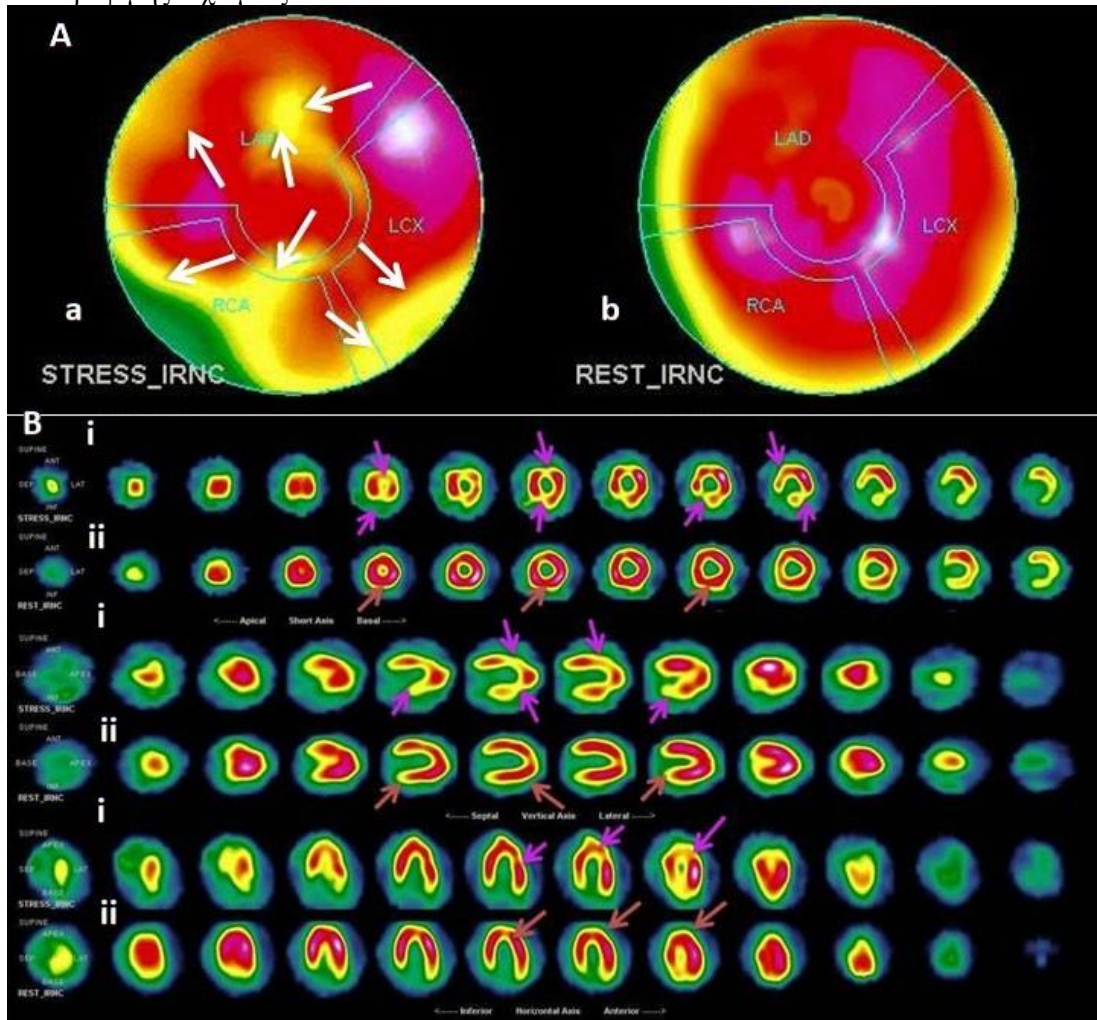 A
LAD
LCX
RCA
a
STRESS_IRNC
LAD
LCX
RCA
b
REST_IRNC
B
i
SUPINE
ANT
SEP
LAT
INF
STRESS_IRNC
ii
SUPINE
ANT
SEP
LAT
INF
REST_IRNC
<----- Apical Short Axis Basal ----->
i
SUPINE
ANT
BASE
APEX
INF
STRESS_IRNC
ii
SUPINE
ANT
BASE
APEX
INF
REST_IRNC
<----- Septal Vertical Axis Lateral ----->
i
SUPINE
APEX
SEP
LAT
BASE
STRESS_IRNC
ii
SUPINE
APEX
SEP
LAT
BASE
REST_IRNC
<----- Inferior Horizontal Axis Anterior ----->